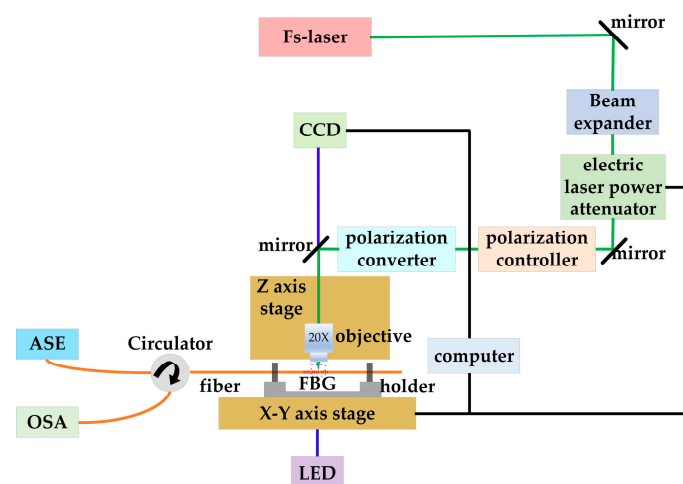 mirror
Fs-laser
Beam
expander
CCD
electric
laser power
attenuator
mirror
polarization
converter
polarization
controller
mirror
Z axis
stage
20X
objective
ASE
Circulator
computer
fiber
FBG
holder
OSA
X-Y axis stage
LED